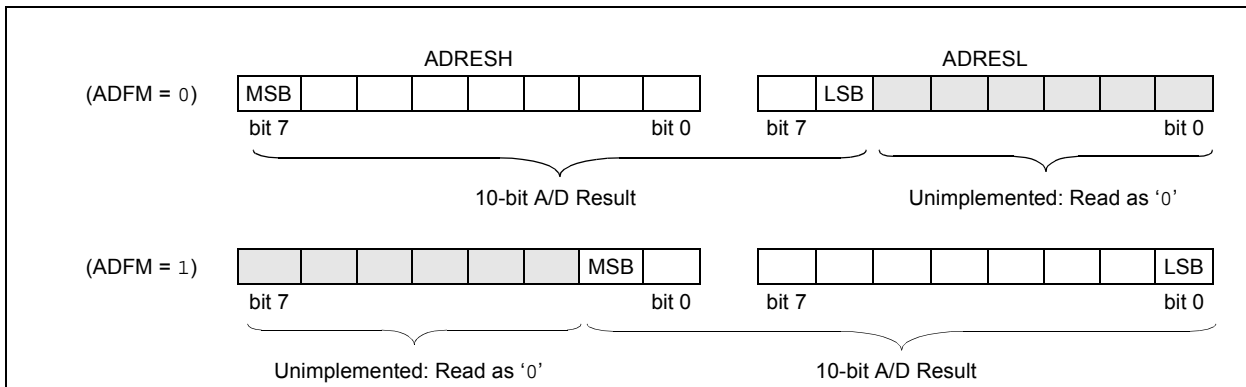 ADRESH ADRESL
(ADFM = 0) MSB LSB
bit 7 bit 0 bit 7 bit 0
10-bit A/D Result Unimplemented: Read as ‘0’
(ADFM = 1) MSB LSB
bit 7 bit 0 bit 7 bit 0
Unimplemented: Read as ‘0’ 10-bit A/D Result